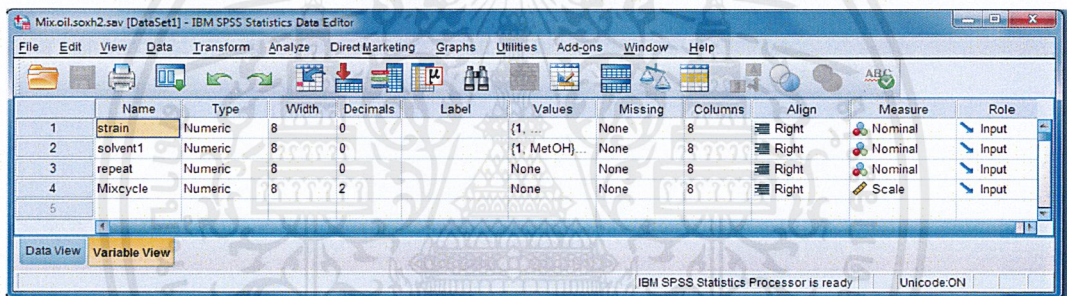 Mix.oil.soxh2.sav [DataSet1] - IBM SPSS Statistics Data Editor
File Edit View Data Transform Analyze Direct Marketing Graphs Utilities Add-ons Window Help
Name Type Width Decimals Label Values Missing Columns Align Measure Role
1 strain Numeric 8 0 {1, ... None 8 Right Nominal Input
2 solvent1 Numeric 8 0 {1, MetOH}... None 8 Right Nominal Input
3 repeat Numeric 8 0 None None 8 Right Nominal Input
4 Mixcycle Numeric 8 2 None None 8 Right Scale Input
5
Data View Variable View
IBM SPSS Statistics Processor is ready Unicode:ON